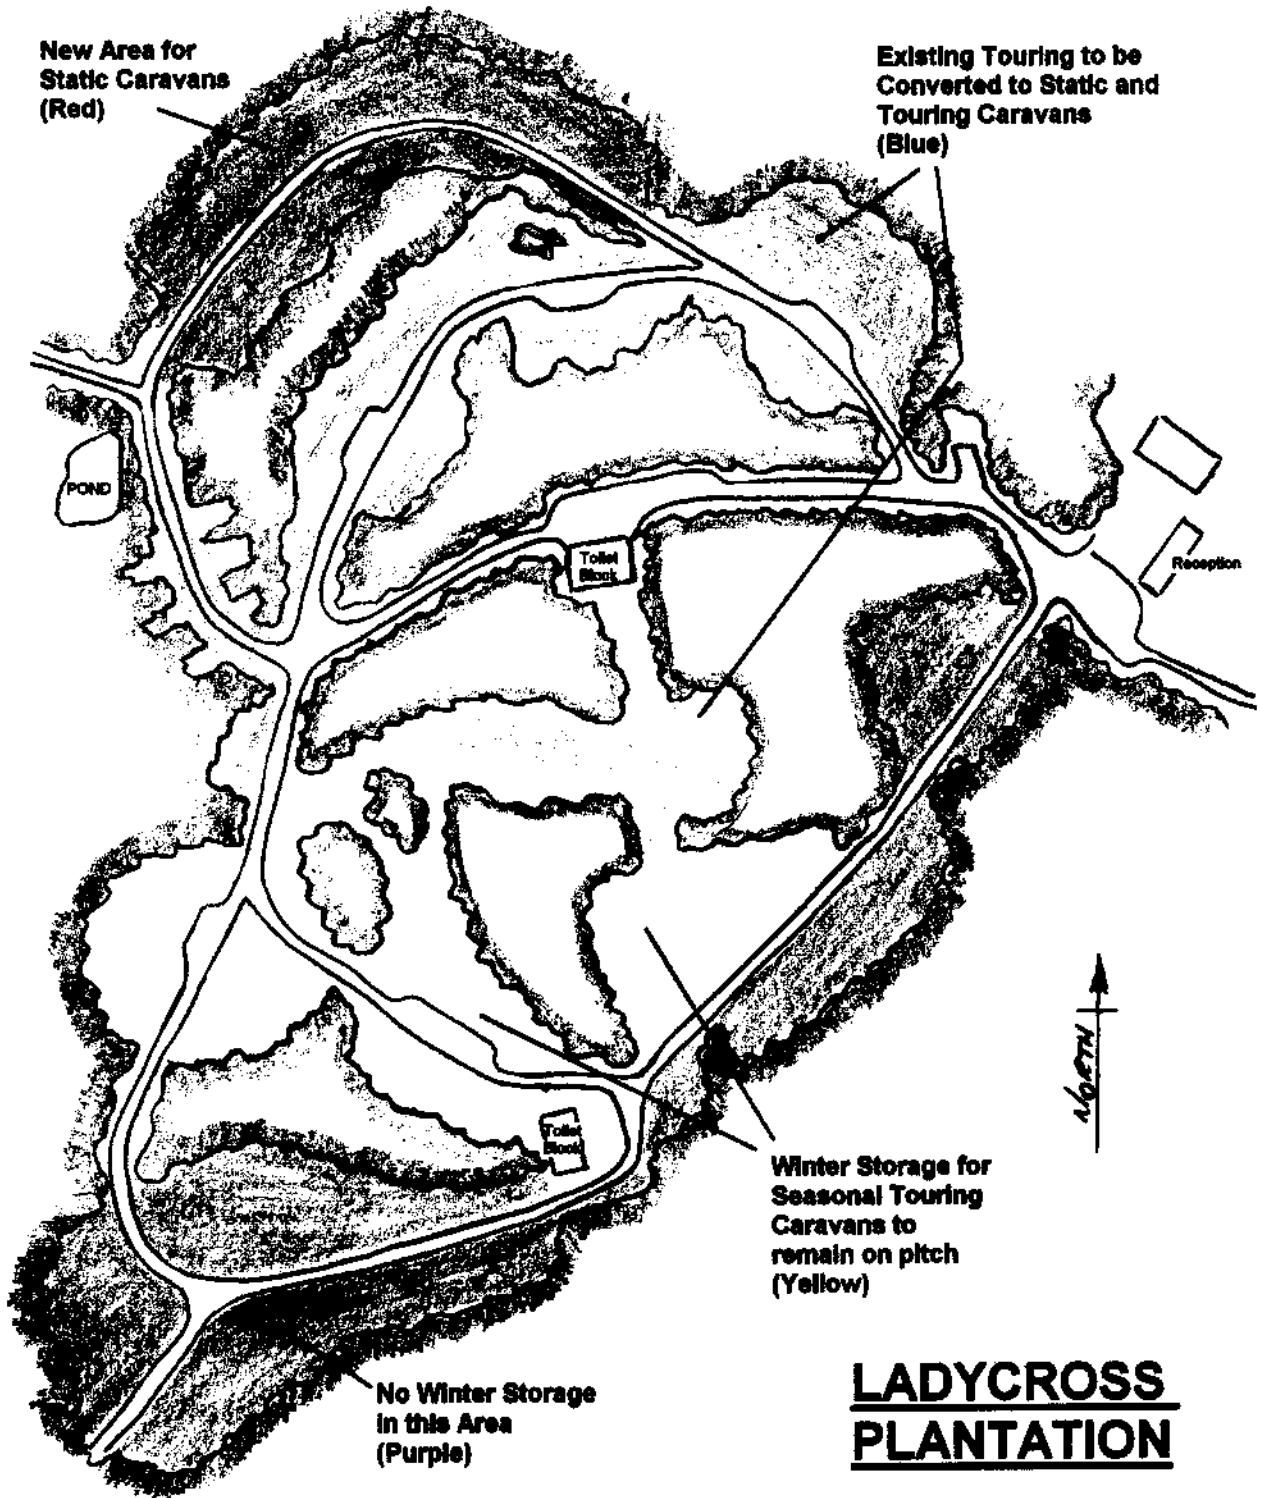 New Area for
Static Caravans
(Red)
Existing Touring to be
Converted to Static and
Touring Caravans
(Blue)
POND
Toilet
Block
Reception
NORTH
Toilet
Block
Winter Storage for
Seasonal Touring
Caravans to
remain on pitch
(Yellow)
No Winter Storage
in this Area
(Purple)
LADYCROSS
PLANTATION